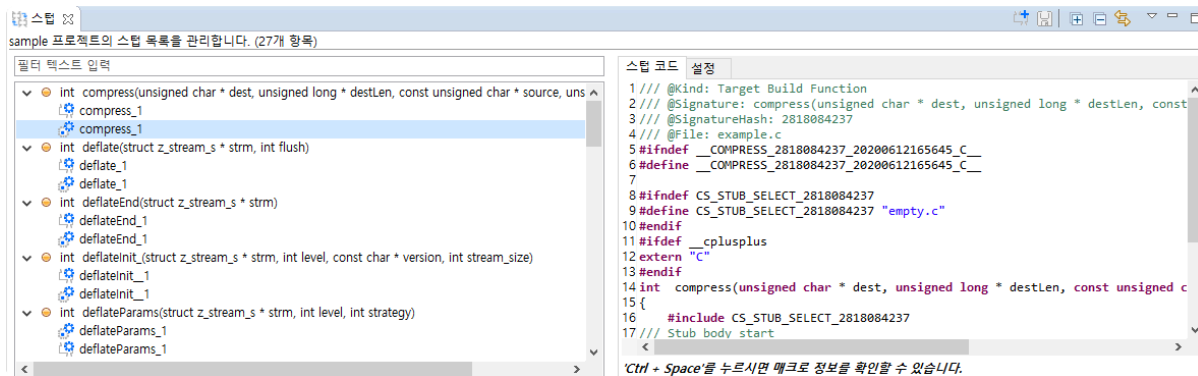 스텁
sample 프로젝트의 스텁 목록을 관리합니다. (27개 항목)
필터 텍스트 입력
int compress(unsigned char * dest, unsigned long * destLen, const unsigned char * source, uns
compress_1
compress_1
int deflate(struct z_stream_s * strm, int flush)
deflate_1
deflate_1
int deflateEnd(struct z_stream_s * strm)
deflateEnd_1
deflateEnd_1
int deflateInit_(struct z_stream_s * strm, int level, const char * version, int stream_size)
deflateInit__1
deflateInit__1
int deflateParams(struct z_stream_s * strm, int level, int strategy)
deflateParams_1
deflateParams_1
스텁 코드 설정
1 /// @Kind: Target Build Function
2 /// @Signature: compress(unsigned char * dest, unsigned long * destLen, const
3 /// @SignatureHash: 2818084237
4 /// @File: example.c
5 #ifndef __COMPRESS_2818084237_20200612165645_C__
6 #define __COMPRESS_2818084237_20200612165645_C__
7
8 #ifndef CS_STUB_SELECT_2818084237
9 #define CS_STUB_SELECT_2818084237 "empty.c"
10 #endif
11 #ifdef __cplusplus
12 extern "C"
13 #endif
14 int compress(unsigned char * dest, unsigned long * destLen, const unsigned c
15 {
16 #include CS_STUB_SELECT_2818084237
17 /// Stub body start
'Ctrl + Space'를 누르시면 매크로 정보를 확인할 수 있습니다.